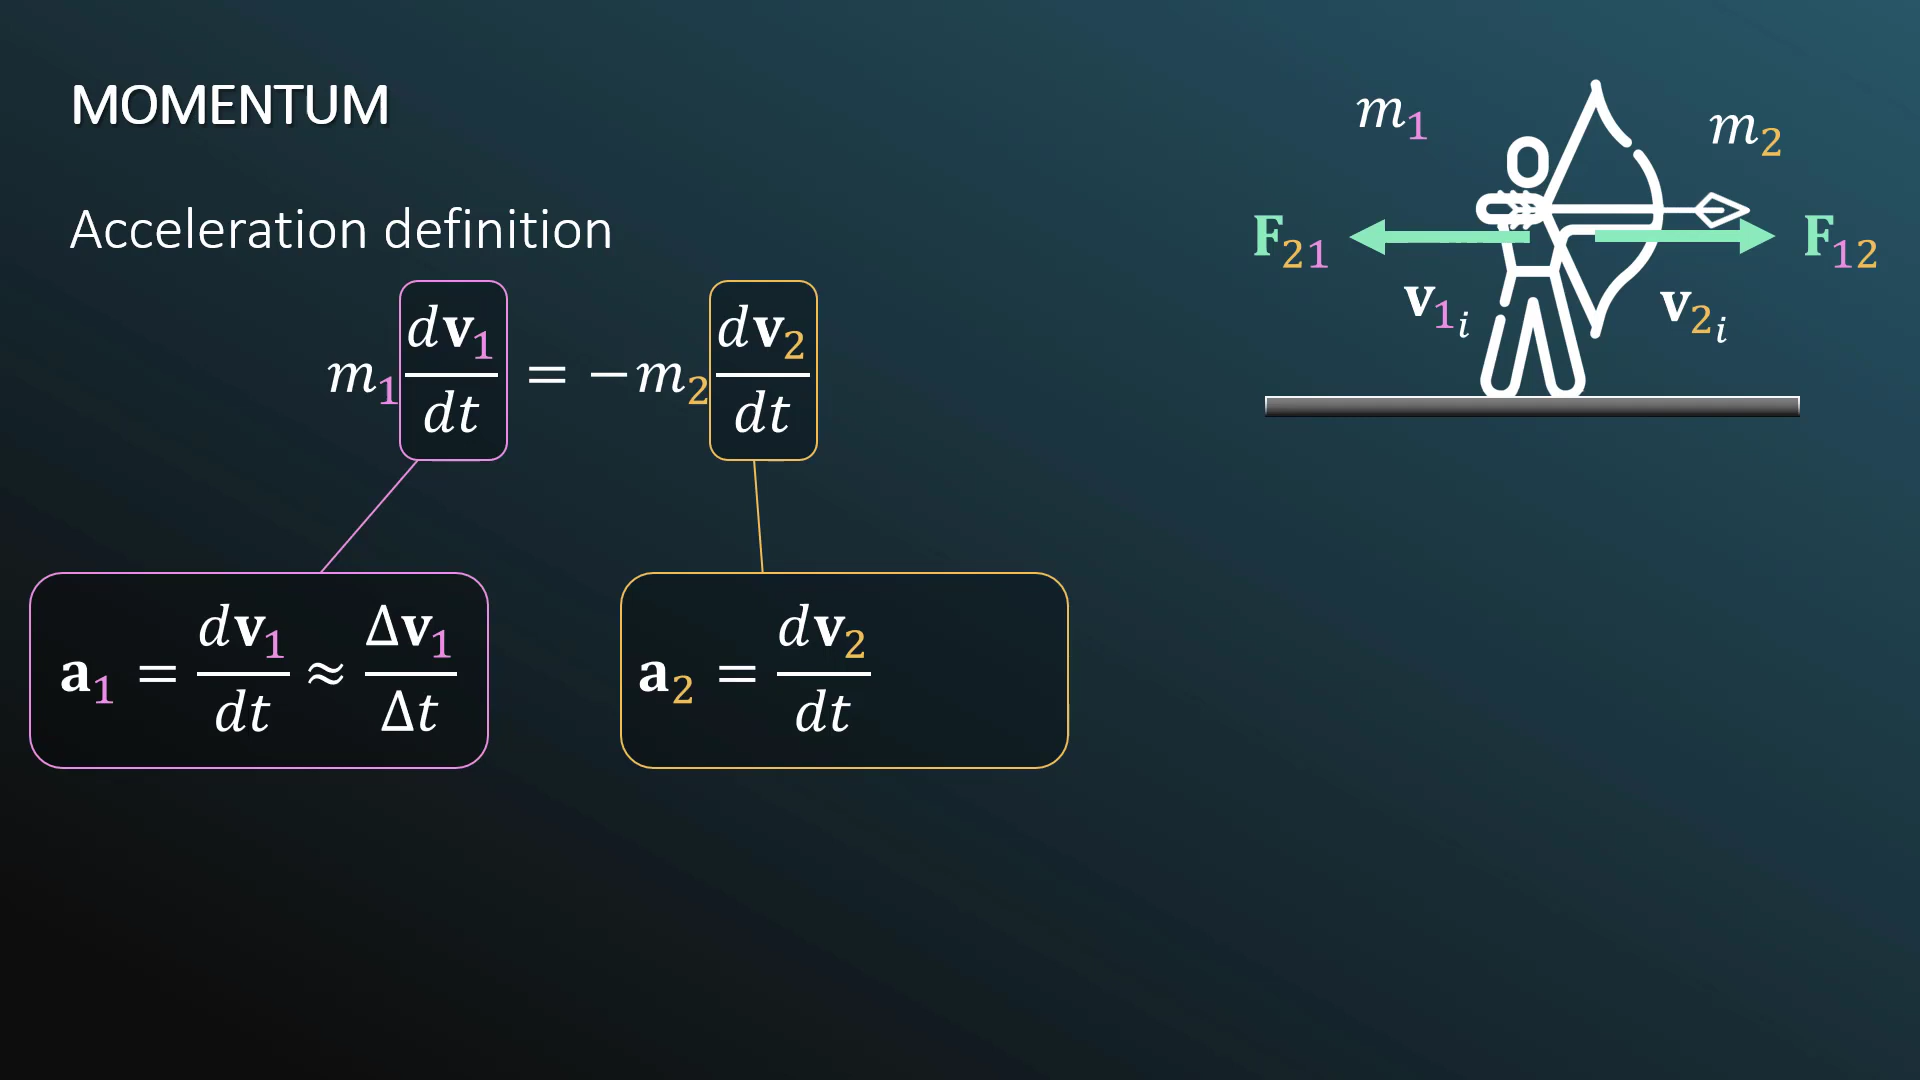 MOMENTUM
Acceleration definition
m₁ d𝐯₁/dt = −m₂ d𝐯₂/dt
𝐚₁ = d𝐯₁/dt ≈ Δ𝐯₁/Δt
𝐚₂ = d𝐯₂/dt
m₁
m₂
𝐅₂₁
𝐅₁₂
𝐯₁ᵢ
𝐯₂ᵢ